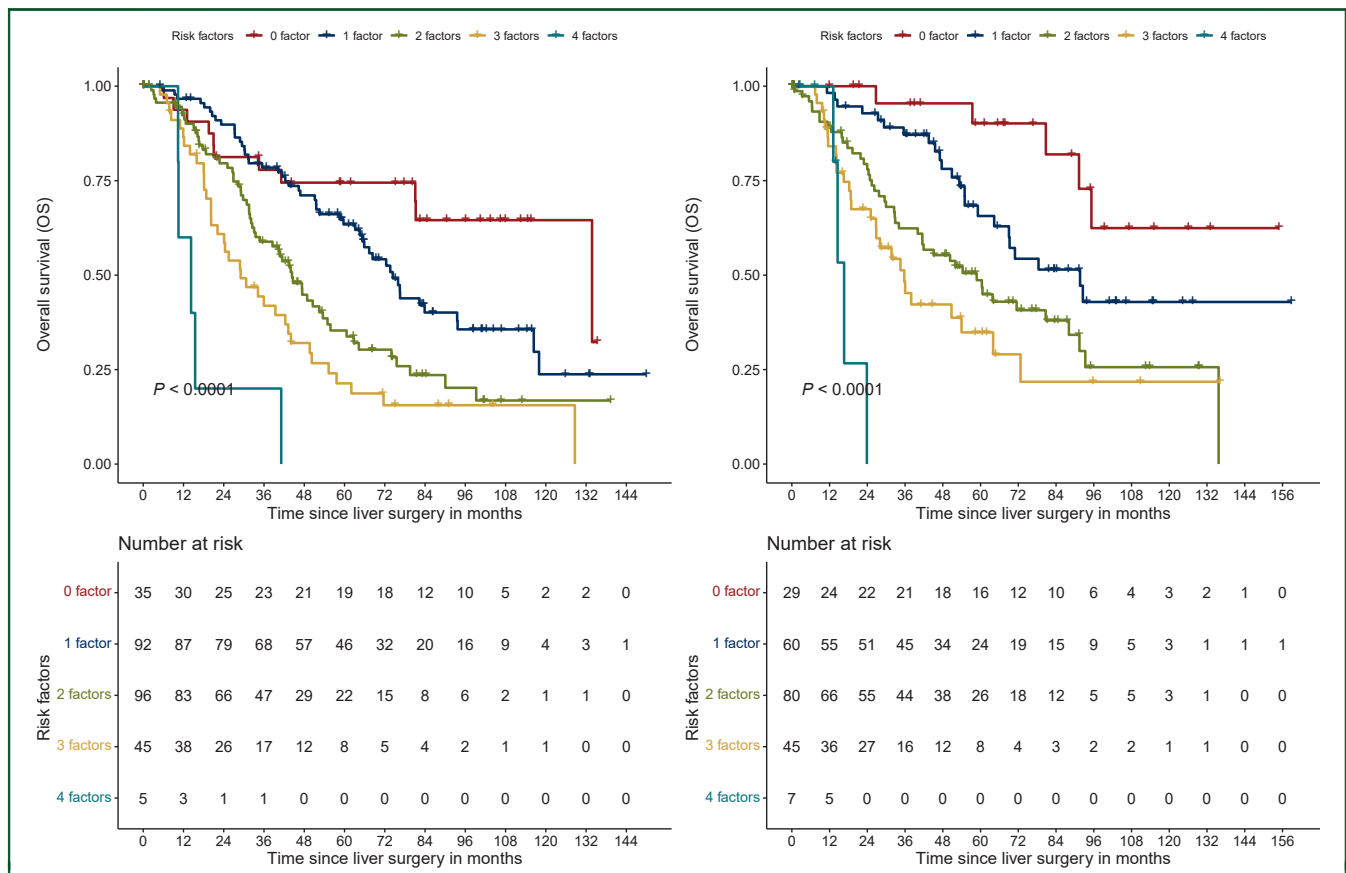 Risk factors 0 factor 1 factor 2 factors 3 factors 4 factors
1.00
0.75
0.50
0.25
0.00
Overall survival (OS)
P < 0.0001
0 12 24 36 48 60 72 84 96 108 120 132 144
Time since liver surgery in months
Number at risk
Risk factors
0 factor 35 30 25 23 21 19 18 12 10 5 2 2 0
1 factor 92 87 79 68 57 46 32 20 16 9 4 3 1
2 factors 96 83 66 47 29 22 15 8 6 2 1 1 0
3 factors 45 38 26 17 12 8 5 4 2 1 1 0 0
4 factors 5 3 1 1 0 0 0 0 0 0 0 0 0
0 12 24 36 48 60 72 84 96 108 120 132 144
Time since liver surgery in months
Risk factors 0 factor 1 factor 2 factors 3 factors 4 factors
1.00
0.75
0.50
0.25
0.00
Overall survival (OS)
P < 0.0001
0 12 24 36 48 60 72 84 96 108 120 132 144 156
Time since liver surgery in months
Number at risk
Risk factors
0 factor 29 24 22 21 18 16 12 10 6 4 3 2 1 0
1 factor 60 55 51 45 34 24 19 15 9 5 3 1 1 1
2 factors 80 66 55 44 38 26 18 12 5 5 3 1 0 0
3 factors 45 36 27 16 12 8 4 3 2 2 1 1 0 0
4 factors 7 5 0 0 0 0 0 0 0 0 0 0 0 0
0 12 24 36 48 60 72 84 96 108 120 132 144 156
Time since liver surgery in months